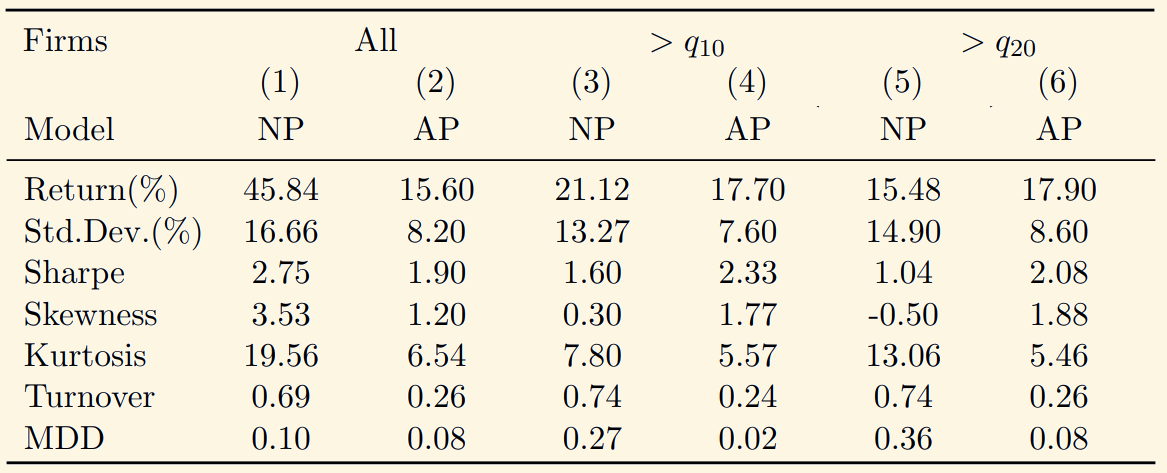 Firms All > q10 > q20
(1) (2) (3) (4) (5) (6)
Model NP AP NP AP NP AP
Return(%) 45.84 15.60 21.12 17.70 15.48 17.90
Std.Dev.(%) 16.66 8.20 13.27 7.60 14.90 8.60
Sharpe 2.75 1.90 1.60 2.33 1.04 2.08
Skewness 3.53 1.20 0.30 1.77 -0.50 1.88
Kurtosis 19.56 6.54 7.80 5.57 13.06 5.46
Turnover 0.69 0.26 0.74 0.24 0.74 0.26
MDD 0.10 0.08 0.27 0.02 0.36 0.08